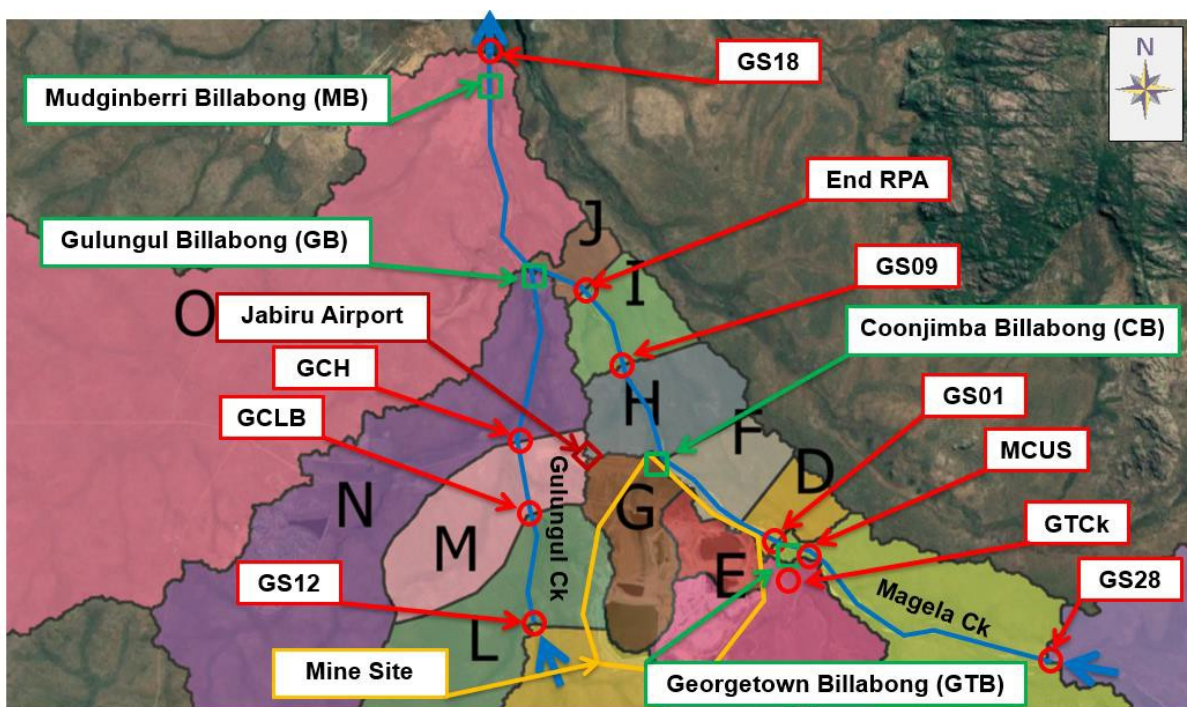 N
GS18
Mudginberri Billabong (MB)
End RPA
J
Gulungul Billabong (GB)
GS09
I
O
Jabiru Airport
Coonjimba Billabong (CB)
GCH
H
GS01
GCLB
F
MCUS
D
Gulungul Ck
G
N
GTCk
M
E
GS12
Magela Ck
GS28
L
Mine Site
Georgetown Billabong (GTB)